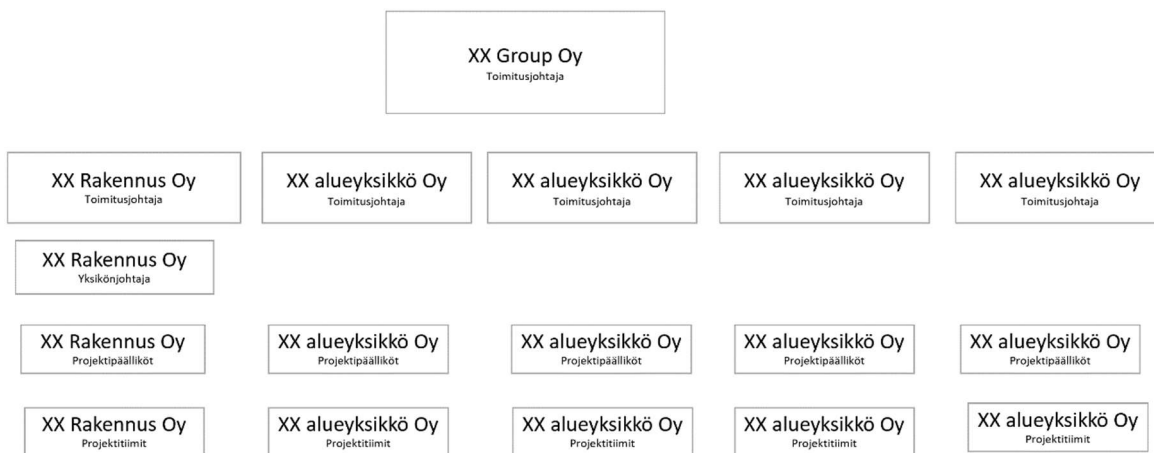 XX Group Oy
Toimitusjohtaja
XX Rakennus Oy
Toimitusjohtaja
XX alueyksikkö Oy
Toimitusjohtaja
XX alueyksikkö Oy
Toimitusjohtaja
XX alueyksikkö Oy
Toimitusjohtaja
XX alueyksikkö Oy
Toimitusjohtaja
XX Rakennus Oy
Yksikönjohtaja
XX Rakennus Oy
Projektipäälliköt
XX alueyksikkö Oy
Projektipäälliköt
XX alueyksikkö Oy
Projektipäälliköt
XX alueyksikkö Oy
Projektipäälliköt
XX alueyksikkö Oy
Projektipäälliköt
XX Rakennus Oy
Projektitiimit
XX alueyksikkö Oy
Projektitiimit
XX alueyksikkö Oy
Projektitiimit
XX alueyksikkö Oy
Projektitiimit
XX alueyksikkö Oy
Projektitiimit